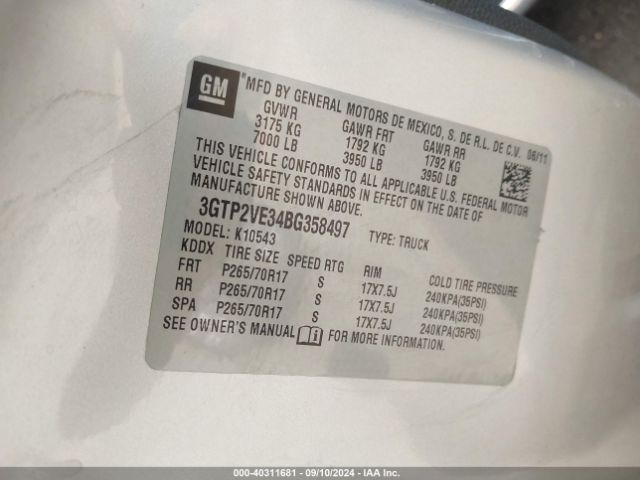 GM
*MFD BY GENERAL MOTORS DE MEXICO, S. DE R.L. DE C.V. 06/11
GVWR GAWR FRT GAWR RR
3175 KG 1792 KG 1792 KG
7000 LB 3950 LB 3950 LB
THIS VEHICLE CONFORMS TO ALL APPLICABLE U.S. FEDERAL MOTOR
VEHICLE SAFETY STANDARDS IN EFFECT ON THE DATE OF
MANUFACTURE SHOWN ABOVE.
3GTP2VE34BG358497 TYPE: TRUCK
MODEL: K10543
KDDX TIRE SIZE SPEED RTG RIM COLD TIRE PRESSURE
FRT P265/70R17 S 17X7.5J 240KPA(35PSI)
RR P265/70R17 S 17X7.5J 240KPA(35PSI)
SPA P265/70R17 S 17X7.5J 240KPA(35PSI)
SEE OWNER'S MANUAL FOR MORE INFORMATION.
000-40311681 - 09/10/2024 - IAA Inc.